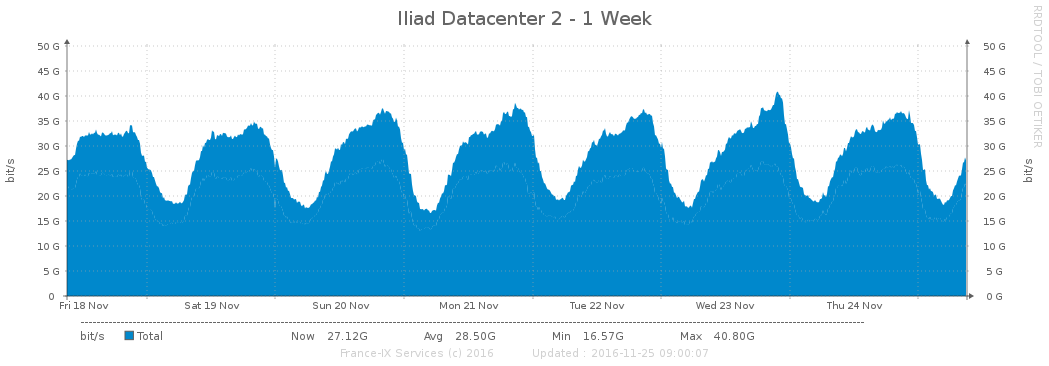 Iliad Datacenter 2 - 1 Week
RRDTOOL / TOBI OETIKER
50 G 50 G
45 G 45 G
40 G 40 G
35 G 35 G
30 G 30 G
25 G 25 G
20 G 20 G
15 G 15 G
10 G 10 G
5 G 5 G
0 0 G
bit/s bit/s
Fri 18 Nov Sat 19 Nov Sun 20 Nov Mon 21 Nov Tue 22 Nov Wed 23 Nov Thu 24 Nov
bit/s Total Now 27.12G Avg 28.50G Min 16.57G Max 40.80G
France-IX Services (c) 2016 Updated : 2016-11-25 09:00:07